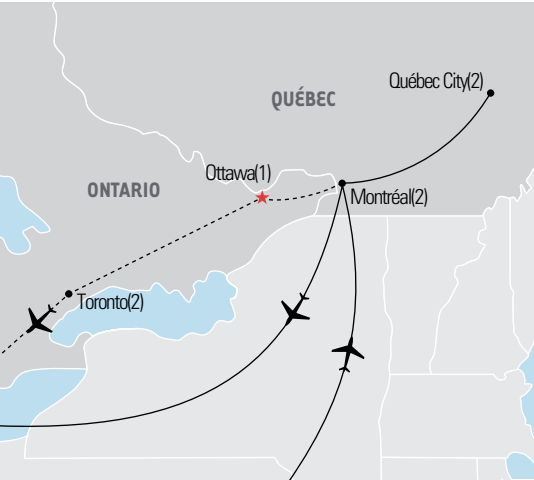 Québec City(2)
QUÉBEC
Ottawa(1)
ONTARIO
Montréal(2)
Toronto(2)